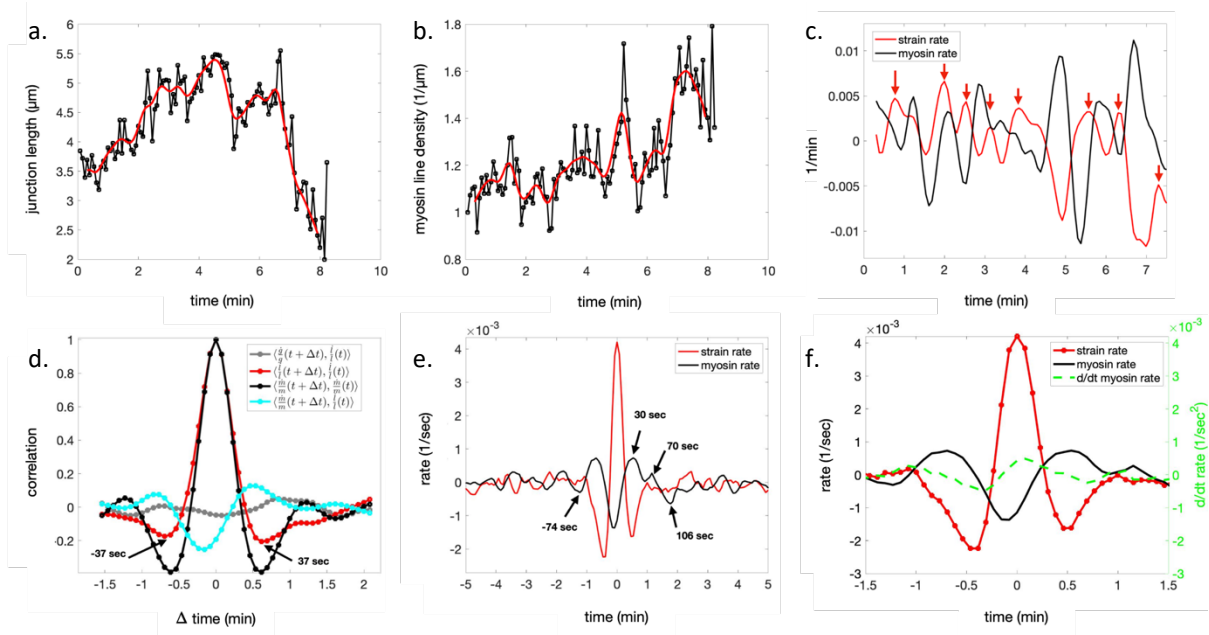 a.
junction length (μm)
6
5.5
5
4.5
4
3.5
3
2.5
2
0 2 4 6 8 10
time (min)
b.
myosin line density (1/μm)
1.8
1.6
1.4
1.2
1
0.8
0 2 4 6 8 10
time (min)
c.
strain rate
myosin rate
1/min
0.01
0.005
0
-0.005
-0.01
0 1 2 3 4 5 6 7
time (min)
d.
correlation
1
0.8
0.6
0.4
0.2
0
-0.2
⟨ġ/g(t + Δt), l̇/l(t)⟩
⟨l̇/l(t + Δt), l̇/l(t)⟩
⟨ṁ/m(t + Δt), ṁ/m(t)⟩
⟨ṁ/m(t + Δt), l̇/l(t)⟩
-37 sec
37 sec
-1.5 -1 -0.5 0 0.5 1 1.5 2
Δ time (min)
e.
×10⁻³
strain rate
myosin rate
rate (1/sec)
4
3
2
1
0
-1
-2
30 sec
70 sec
-74 sec
106 sec
-5 -4 -3 -2 -1 0 1 2 3 4 5
time (min)
f.
×10⁻³
×10⁻³
strain rate
myosin rate
d/dt myosin rate
rate (1/sec)
4
3
2
1
0
-1
-2
-3
d/dt rate (1/sec²)
4
3
2
1
0
-1
-2
-3
-1.5 -1 -0.5 0 0.5 1 1.5
time (min)